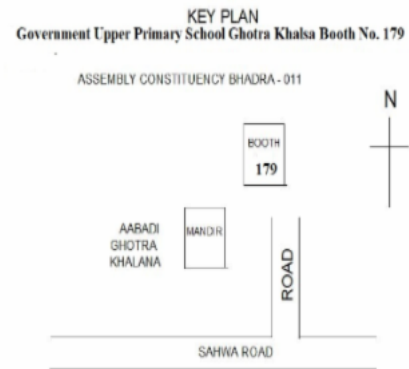 KEY PLAN
Government Upper Primary School Ghotra Khalsa Booth No. 179
ASSEMBLY CONSTITUENCY BHADRA - 011
N
BOOTH
179
AABADI
GHOTRA
KHALANA
MANDIR
ROAD
SAHWA ROAD